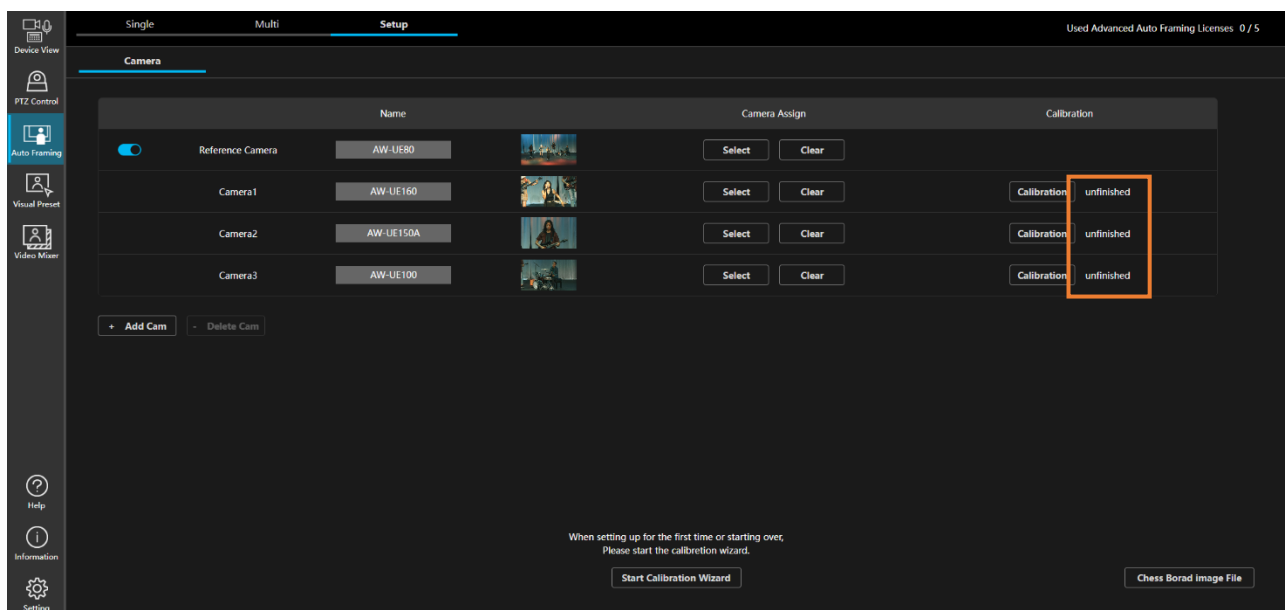 Single Multi Setup Used Advanced Auto Framing Licenses 0 / 5
Device View
Camera
PTZ Control
Name Camera Assign Calibration
Auto Framing
Reference Camera AW-UE80 Select Clear
Camera1 AW-UE160 Select Clear Calibration unfinished
Visual Preset
Camera2 AW-UE150A Select Clear Calibration unfinished
Video Mixer
Camera3 AW-UE100 Select Clear Calibration unfinished
+ Add Cam - Delete Cam
Help
When setting up for the first time or starting over,
Please start the calibretion wizard.
Information
Start Calibration Wizard Chess Borad image File
Setting